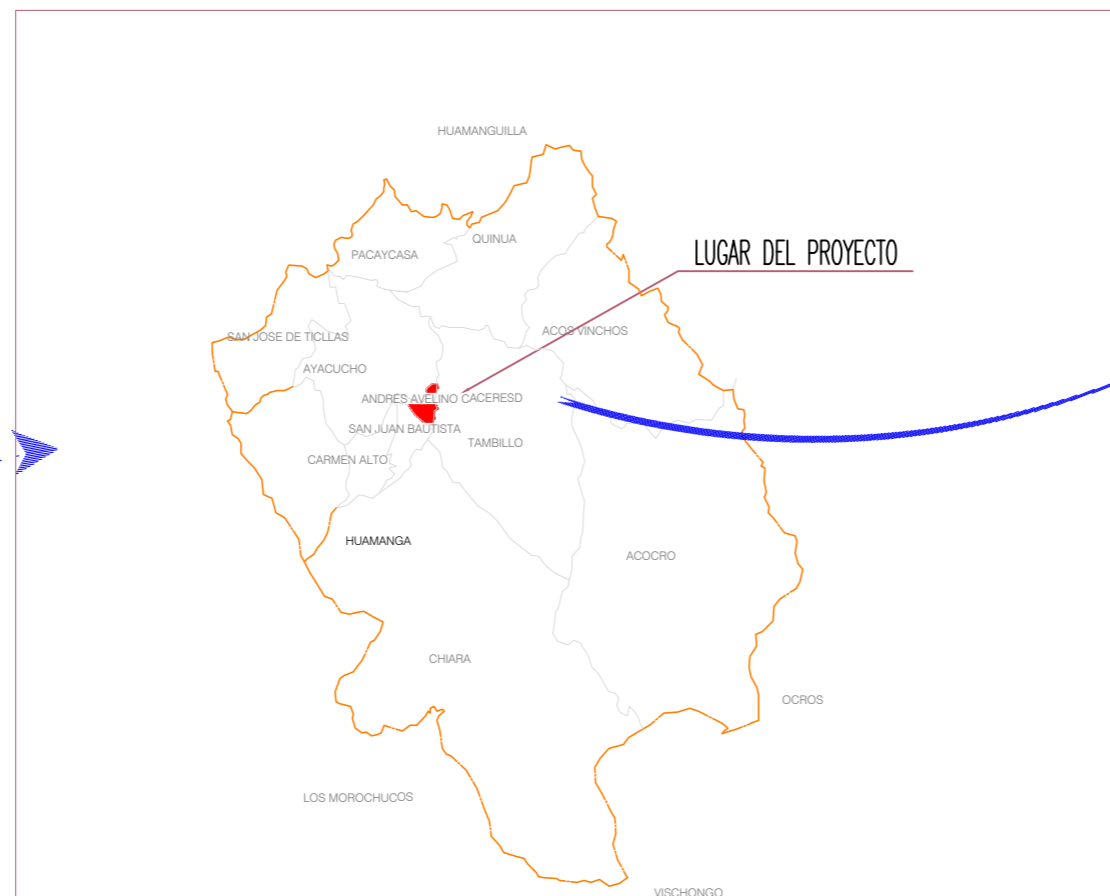 HUAMANGUILLA
QUINUA
PACAYCASA
LUGAR DEL PROYECTO
SAN JOSE DE TICLLAS
ACOS VINCHOS
AYACUCHO
ANDRES AVELINO CACERESD
SAN JUAN BAUTISTA
TAMBILLO
CARMEN ALTO
HUAMANGA
ACOCRO
CHIARA
OCROS
LOS MOROCHUCOS
VISCHONGO